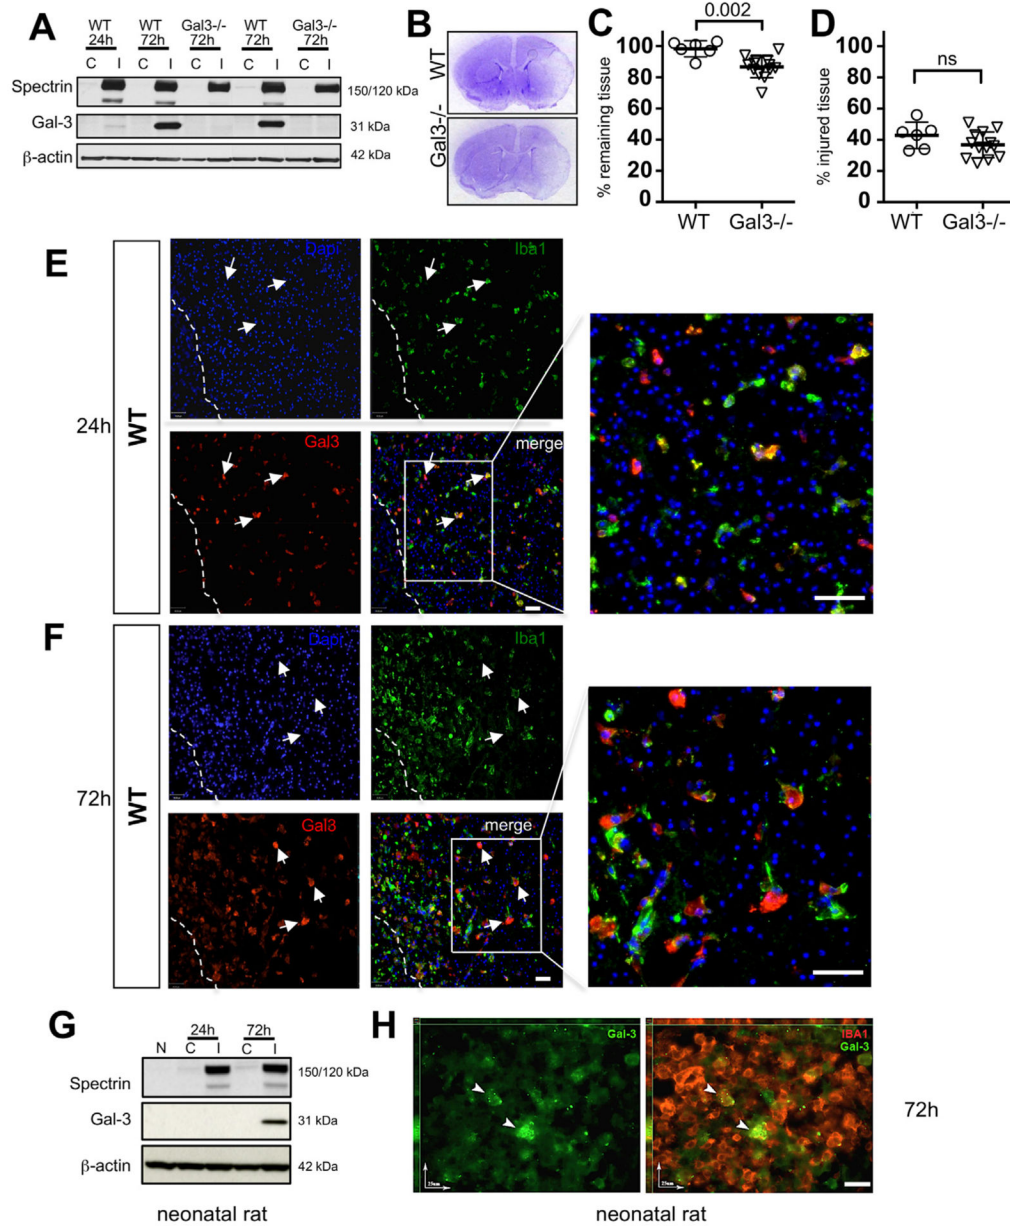 A
WT WT Gal3-/- WT Gal3-/-
24h 72h 72h 72h 72h
C I C I C I C I C I
Spectrin 150/120 kDa
Gal-3 31 kDa
β-actin 42 kDa
B
WT
Gal3-/-
C
0.002
% remaining tissue
100
80
60
40
20
0
WT Gal3-/-
D
ns
% injured tissue
100
80
60
40
20
0
WT Gal3-/-
E
24h
WT
Dapi
Iba1
Gal3
merge
F
72h
WT
Dapi
Iba1
Gal3
merge
G
24h 72h
N C I C I
Spectrin 150/120 kDa
Gal-3 31 kDa
β-actin 42 kDa
neonatal rat
H
Gal-3
25um
IBA1
Gal-3
25um
72h
neonatal rat